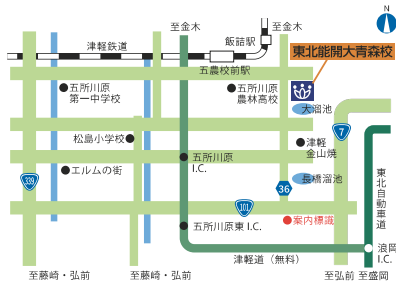 N
至金木
至金木
津軽鉄道
飯詰駅
東北能開大青森校
五農校前駅
五所川原
第一中学校
五所川原
農林高校
大溜池
松島小学校
7
津軽
金山焼
五所川原
I.C.
エルムの街
339
長橋溜池
36
東北自動車道
101
案内標識
五所川原東 I.C.
浪岡
I.C.
津軽道（無料）
至藤崎・弘前
至藤崎・弘前
至弘前
至盛岡